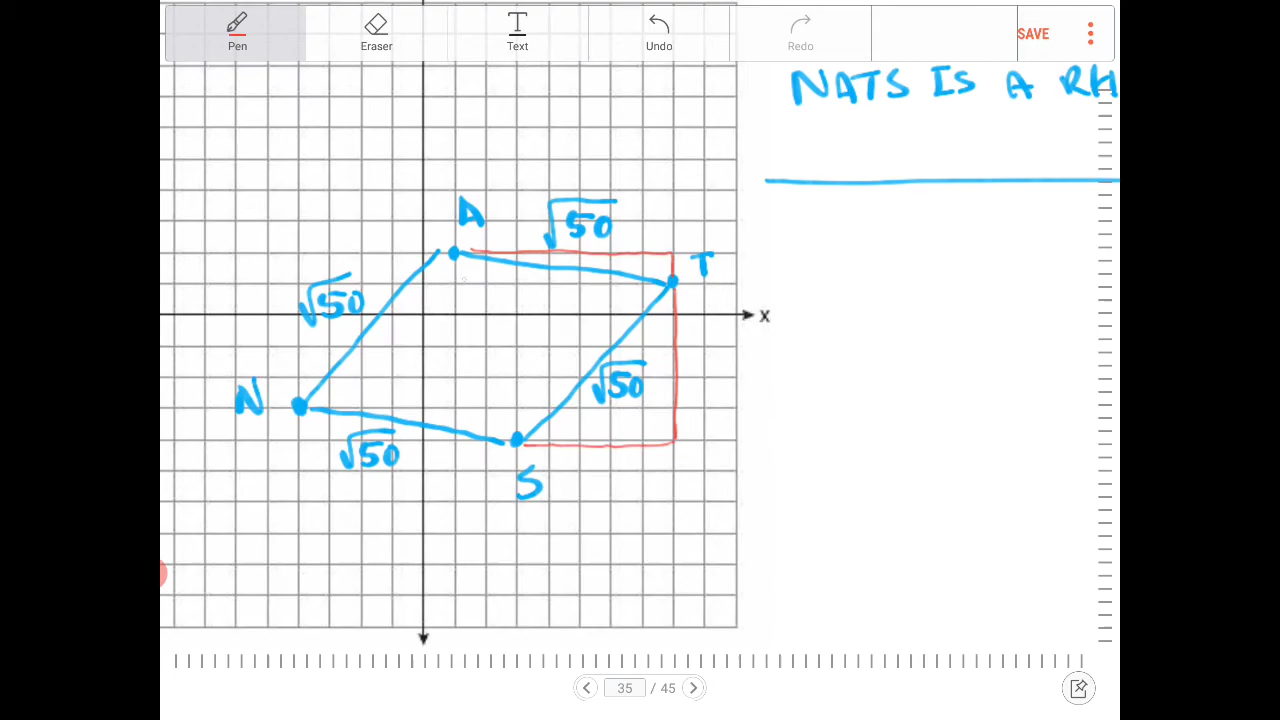 Pen
Eraser
Text
Undo
Redo
SAVE
NATS IS A RH
A
√50
T
√50
x
N
√50
√50
S
35 / 45